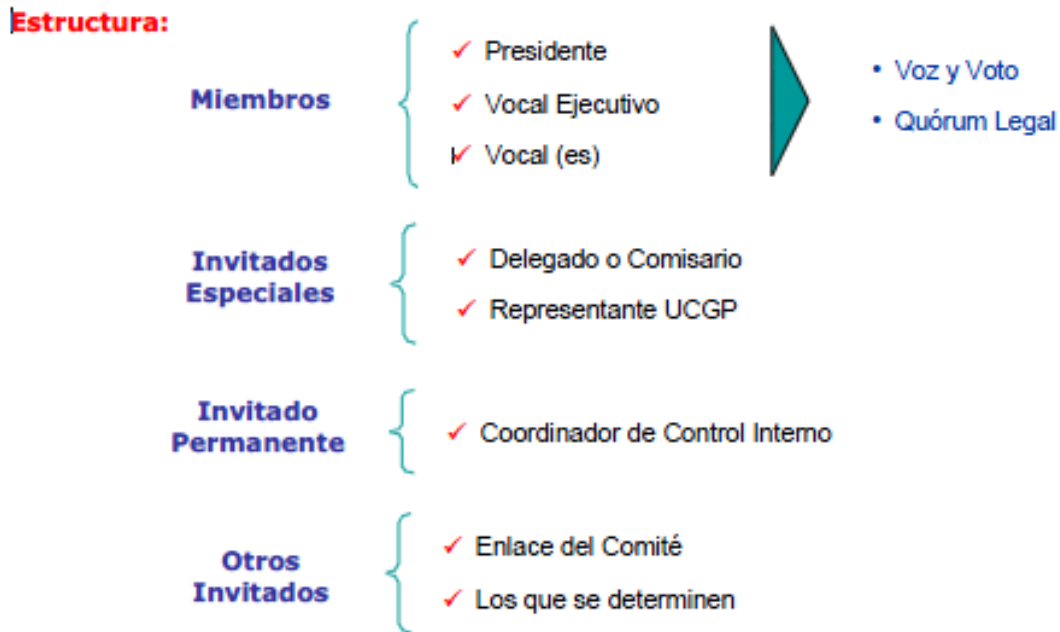 Estructura:
Miembros
✓ Presidente
✓ Vocal Ejecutivo
✓ Vocal (es)
• Voz y Voto
• Quórum Legal
Invitados
Especiales
✓ Delegado o Comisario
✓ Representante UCGP
Invitado
Permanente
✓ Coordinador de Control Interno
Otros
Invitados
✓ Enlace del Comité
✓ Los que se determinen